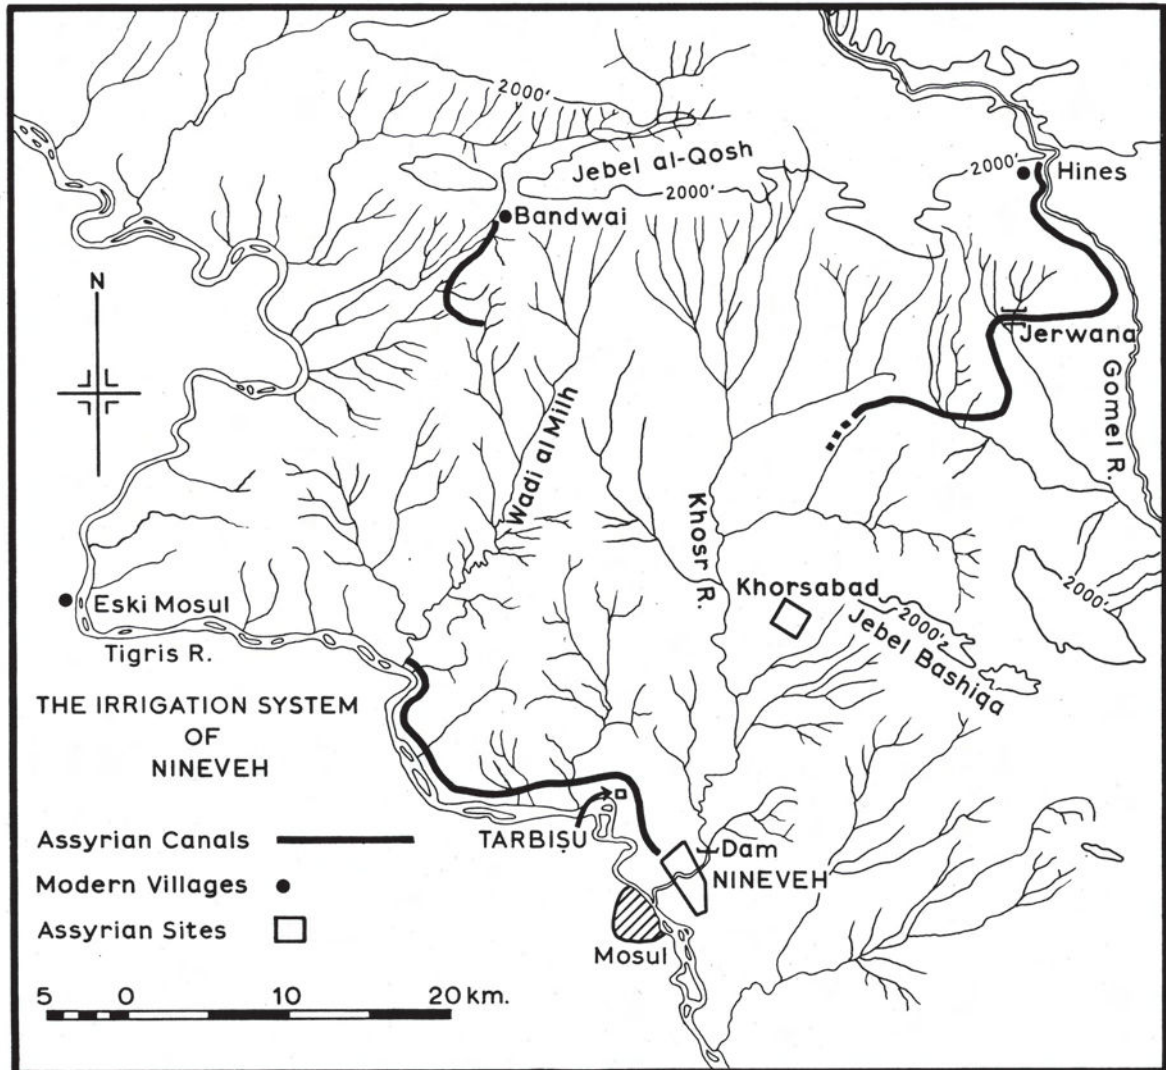 2000'
Jebel al-Qosh
2000'
2000'
Hines
Bandwai
N
Jerwana
Gomel R.
Wadi al Milh
Khosr R.
Khorsabad
2000'
2000'
Jebel Bashiqa
Eski Mosul
Tigris R.
THE IRRIGATION SYSTEM
OF
NINEVEH
TARBIṢU
Dam
NINEVEH
Mosul
Assyrian Canals
Modern Villages
Assyrian Sites
5 0 10 20 km.